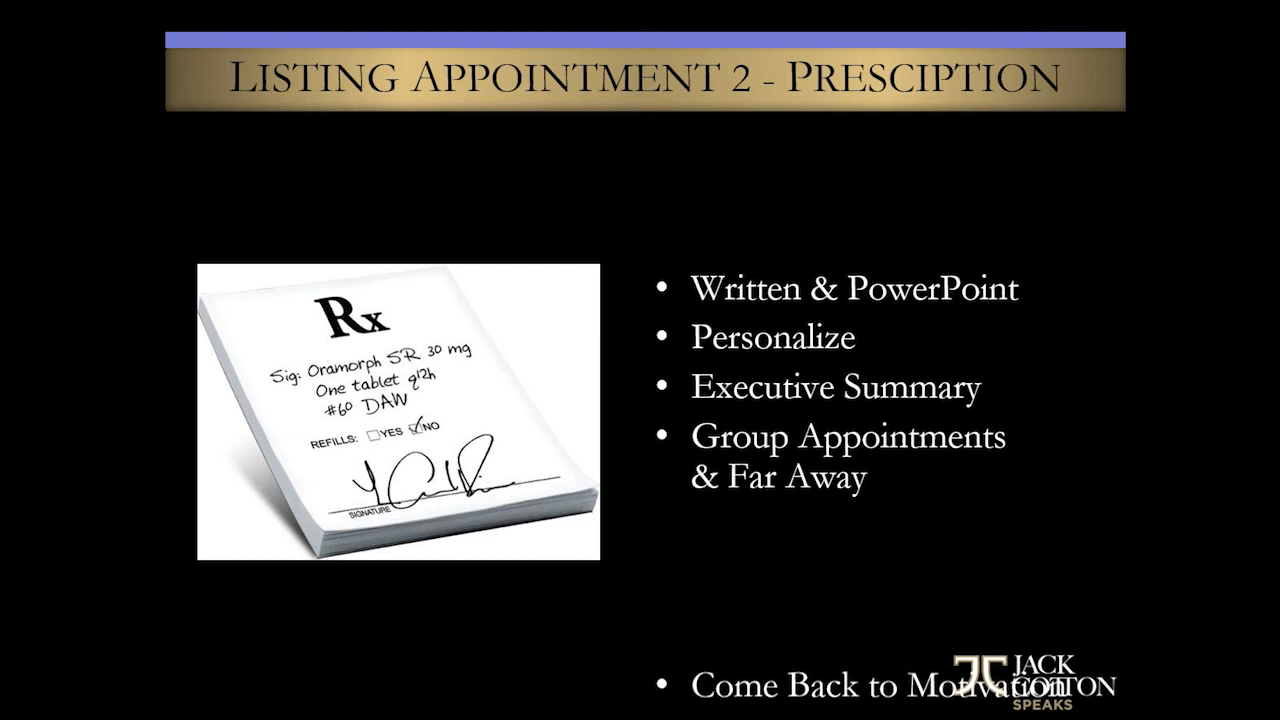 LISTING APPOINTMENT 2 - PRESCIPTION
Rx
Sig: Oramorph SR 30 mg
One tablet q12h
#60 DAW
REFILLS: YES NO
SIGNATURE
• Written & PowerPoint
• Personalize
• Executive Summary
• Group Appointments
& Far Away
• Come Back to Motivation
JACK
COTTON
SPEAKS